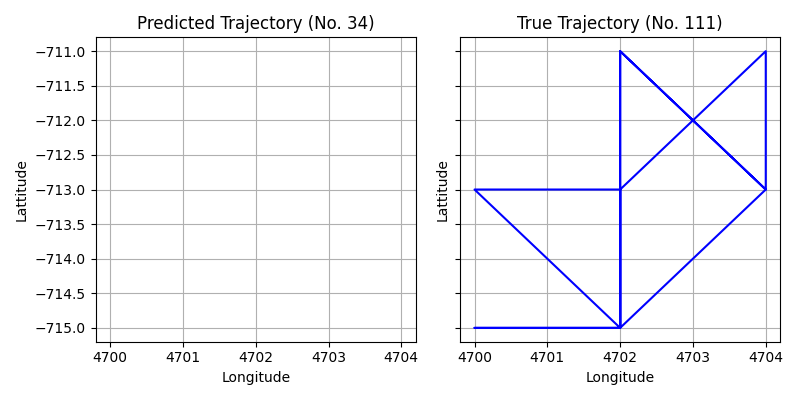 Predicted Trajectory (No. 34)
True Trajectory (No. 111)
Lattitude
−711.0
−711.5
−712.0
−712.5
−713.0
−713.5
−714.0
−714.5
−715.0
4700 4701 4702 4703 4704
Longitude
Lattitude
4700 4701 4702 4703 4704
Longitude